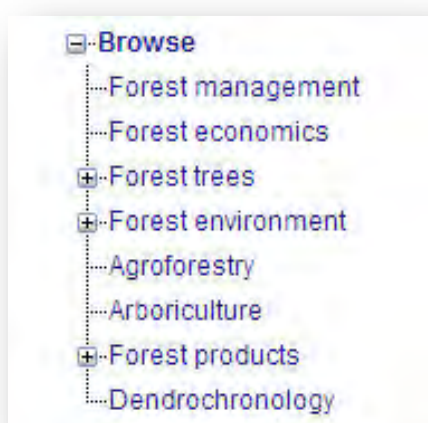 Browse
Forest management
Forest economics
Forest trees
Forest environment
Agroforestry
Arboriculture
Forest products
Dendrochronology